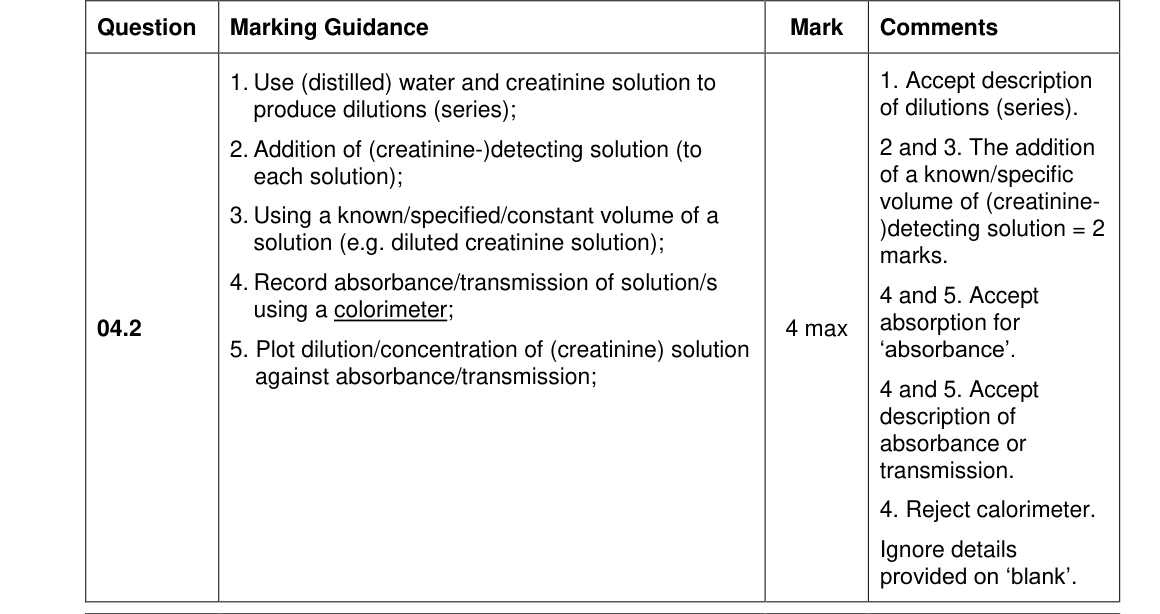 Question Marking Guidance Mark Comments
1. Use (distilled) water and creatinine solution to
produce dilutions (series);
2. Addition of (creatinine-)detecting solution (to
each solution);
3. Using a known/specified/constant volume of a
solution (e.g. diluted creatinine solution);
4. Record absorbance/transmission of solution/s
using a colorimeter;
5. Plot dilution/concentration of (creatinine) solution
against absorbance/transmission;
04.2
4 max
1. Accept description
of dilutions (series).
2 and 3. The addition
of a known/specific
volume of (creatinine-
)detecting solution = 2
marks.
4 and 5. Accept
absorption for
‘absorbance’.
4 and 5. Accept
description of
absorbance or
transmission.
4. Reject calorimeter.
Ignore details
provided on ‘blank’.